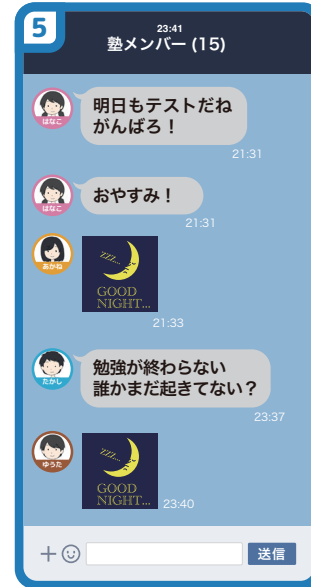 5
23:41
塾メンバー (15)
明日もテストだね
がんばろ！
はなこ
21:31
おやすみ！
はなこ
21:31
zzz...
GOOD
NIGHT...
あかね
21:33
勉強が終わらない
誰かまだ起きてない？
たかし
23:37
zzz...
GOOD
NIGHT...
ゆうた
23:40
送信